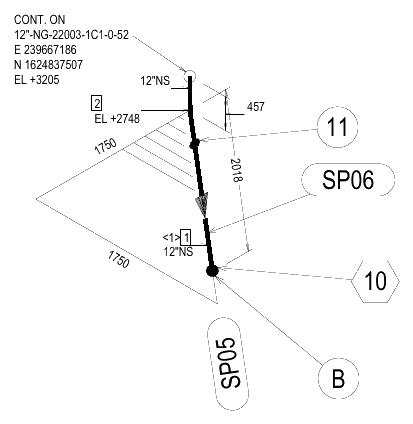 CONT. ON
12"-NG-22003-1C1-0-52
E 239667186
N 1624837507
EL +3205
12"NS
2
EL +2748
457
11
1750
2018
SP06
<1> 1
12"NS
1750
10
SP05
B